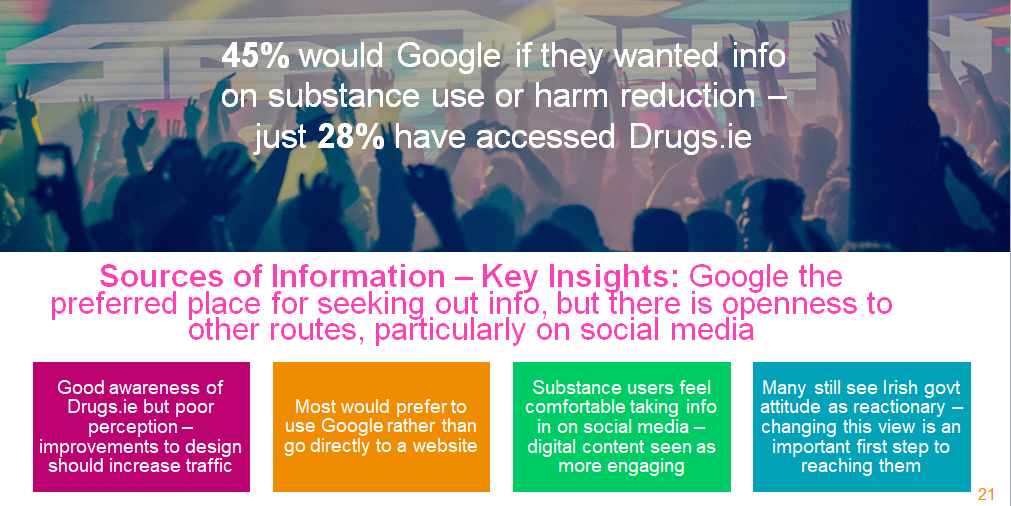 45% would Google if they wanted info
on substance use or harm reduction –
just 28% have accessed Drugs.ie
Sources of Information – Key Insights: Google the
preferred place for seeking out info, but there is openness to
other routes, particularly on social media
Good awareness of
Drugs.ie but poor
perception –
improvements to design
should increase traffic
Most would prefer to
use Google rather than
go directly to a website
Substance users feel
comfortable taking info
in on social media –
digital content seen as
more engaging
Many still see Irish govt
attitude as reactionary –
changing this view is an
important first step to
reaching them
21